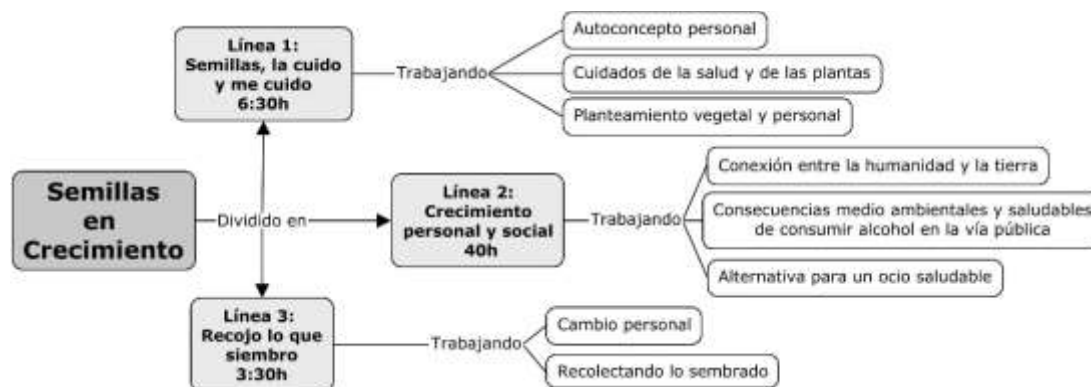 Semillas
en
Crecimiento
Dividido en
Línea 1:
Semillas, la cuido
y me cuido
6:30h
Trabajando
Autoconcepto personal
Cuidados de la salud y de las plantas
Planteamiento vegetal y personal
Línea 2:
Crecimiento
personal y social
40h
Trabajando
Conexión entre la humanidad y la tierra
Consecuencias medio ambientales y saludables
de consumir alcohol en la vía pública
Alternativa para un ocio saludable
Línea 3:
Recojo lo que
siembro
3:30h
Trabajando
Cambio personal
Recolectando lo sembrado